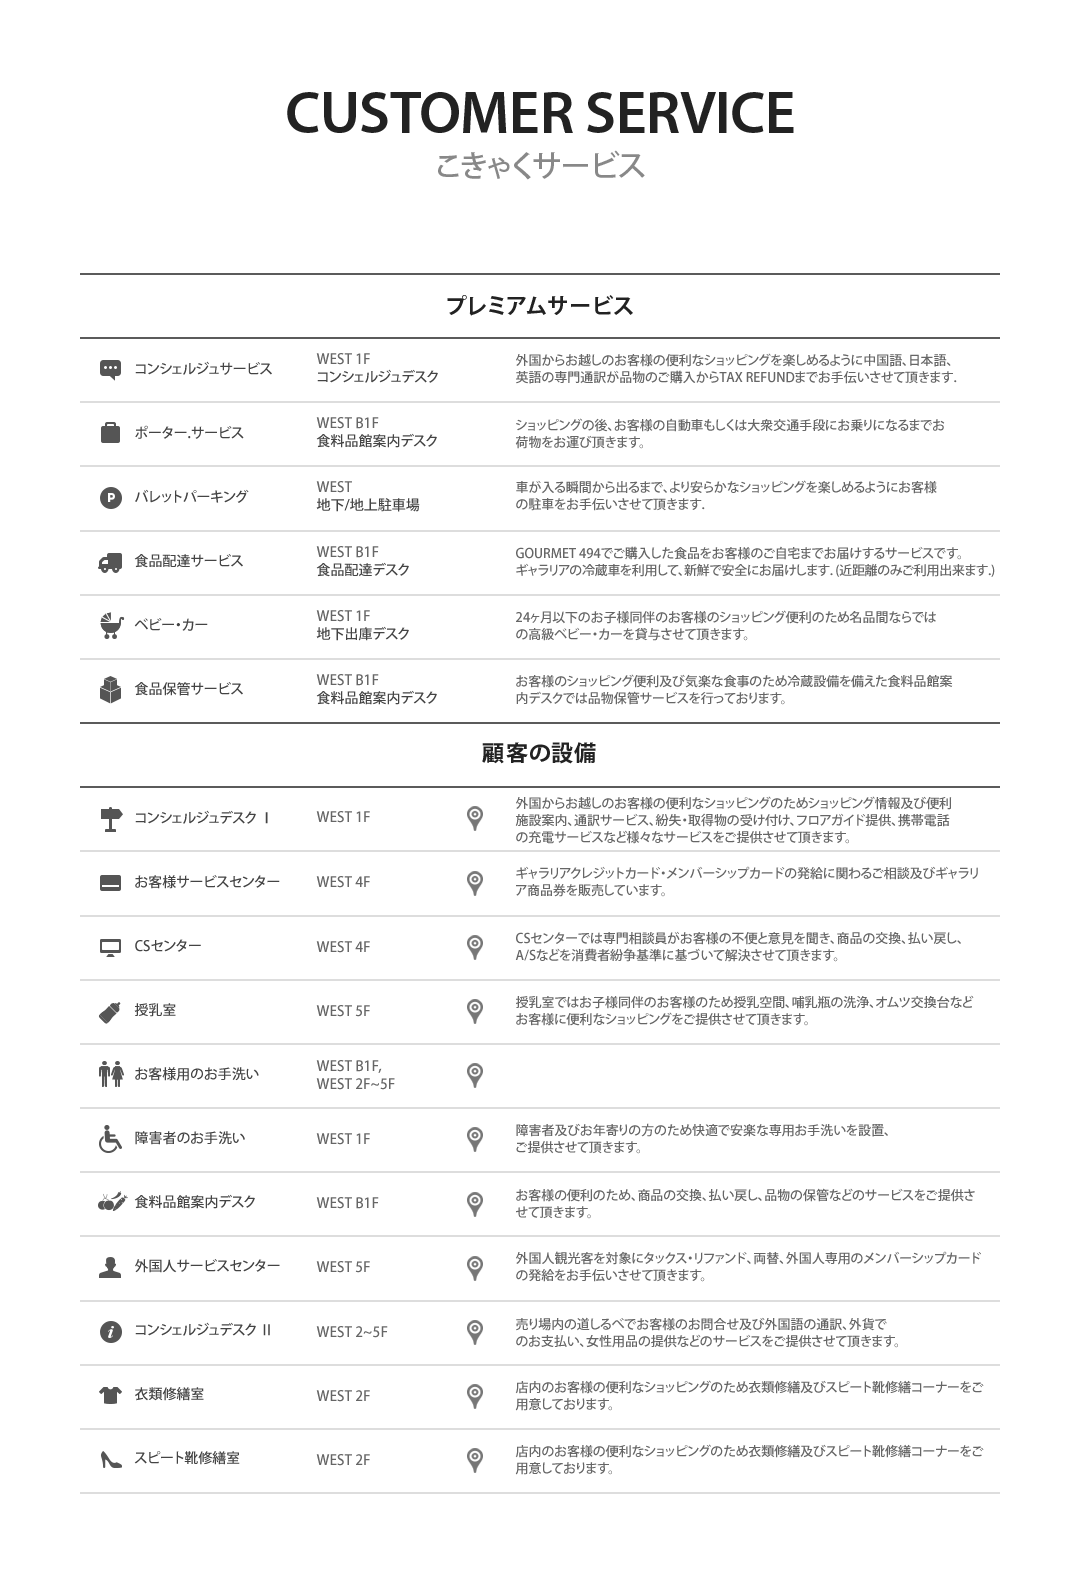 CUSTOMER SERVICE
こきゃくサービス
プレミアムサービス
コンシェルジュサービス
WEST 1F
コンシェルジュデスク
外国からお越しのお客様の便利なショッピングを楽しめるように中国語、日本語、
英語の専門通訳が品物のご購入からTAX REFUNDまでお手伝いさせて頂きます.
ポーター.サービス
WEST B1F
食料品館案内デスク
ショッピングの後、お客様の自動車もしくは大衆交通手段にお乗りになるまでお
荷物をお運び頂きます。
P
バレットパーキング
WEST
地下/地上駐車場
車が入る瞬間から出るまで、より安らかなショッピングを楽しめるようにお客様
の駐車をお手伝いさせて頂きます.
食品配達サービス
WEST B1F
食品配達デスク
GOURMET 494でご購入した食品をお客様のご自宅までお届けするサービスです。
ギャラリアの冷蔵車を利用して、新鮮で安全にお届けします. (近距離のみご利用出来ます.)
ベビー・カー
WEST 1F
地下出庫デスク
24ヶ月以下のお子様同伴のお客様のショッピング便利のため名品間ならでは
の高級ベビー・カーを貸与させて頂きます。
食品保管サービス
WEST B1F
食料品館案内デスク
お客様のショッピング便利及び気楽な食事のため冷蔵設備を備えた食料品館案
内デスクでは品物保管サービスを行っております。
顧客の設備
コンシェルジュデスク Ⅰ
WEST 1F
外国からお越しのお客様の便利なショッピングのためショッピング情報及び便利
施設案内、通訳サービス、紛失・取得物の受け付け、フロアガイド提供、携帯電話
の充電サービスなど様々なサービスをご提供させて頂きます。
お客様サービスセンター
WEST 4F
ギャラリアクレジットカード・メンバーシップカードの発給に関わるご相談及びギャラリ
ア商品券を販売しています。
CSセンター
WEST 4F
CSセンターでは専門相談員がお客様の不便と意見を聞き、商品の交換、払い戻し、
A/Sなどを消費者紛争基準に基づいて解決させて頂きます。
授乳室
WEST 5F
授乳室ではお子様同伴のお客様のため授乳空間、哺乳瓶の洗浄、オムツ交換台など
お客様に便利なショッピングをご提供させて頂きます。
お客様用のお手洗い
WEST B1F,
WEST 2F~5F
障害者のお手洗い
WEST 1F
障害者及びお年寄りの方のため快適で安楽な専用お手洗いを設置、
ご提供させて頂きます。
食料品館案内デスク
WEST B1F
お客様の便利のため、商品の交換、払い戻し、品物の保管などのサービスをご提供さ
せて頂きます。
外国人サービスセンター
WEST 5F
外国人観光客を対象にタックス・リファンド、両替、外国人専用のメンバーシップカード
の発給をお手伝いさせて頂きます。
i
コンシェルジュデスク Ⅱ
WEST 2~5F
売り場内の道しるべでお客様のお問合せ及び外国語の通訳、外貨で
のお支払い、女性用品の提供などのサービスをご提供させて頂きます。
衣類修繕室
WEST 2F
店内のお客様の便利なショッピングのため衣類修繕及びスピート靴修繕コーナーをご
用意しております。
スピート靴修繕室
WEST 2F
店内のお客様の便利なショッピングのため衣類修繕及びスピート靴修繕コーナーをご
用意しております。